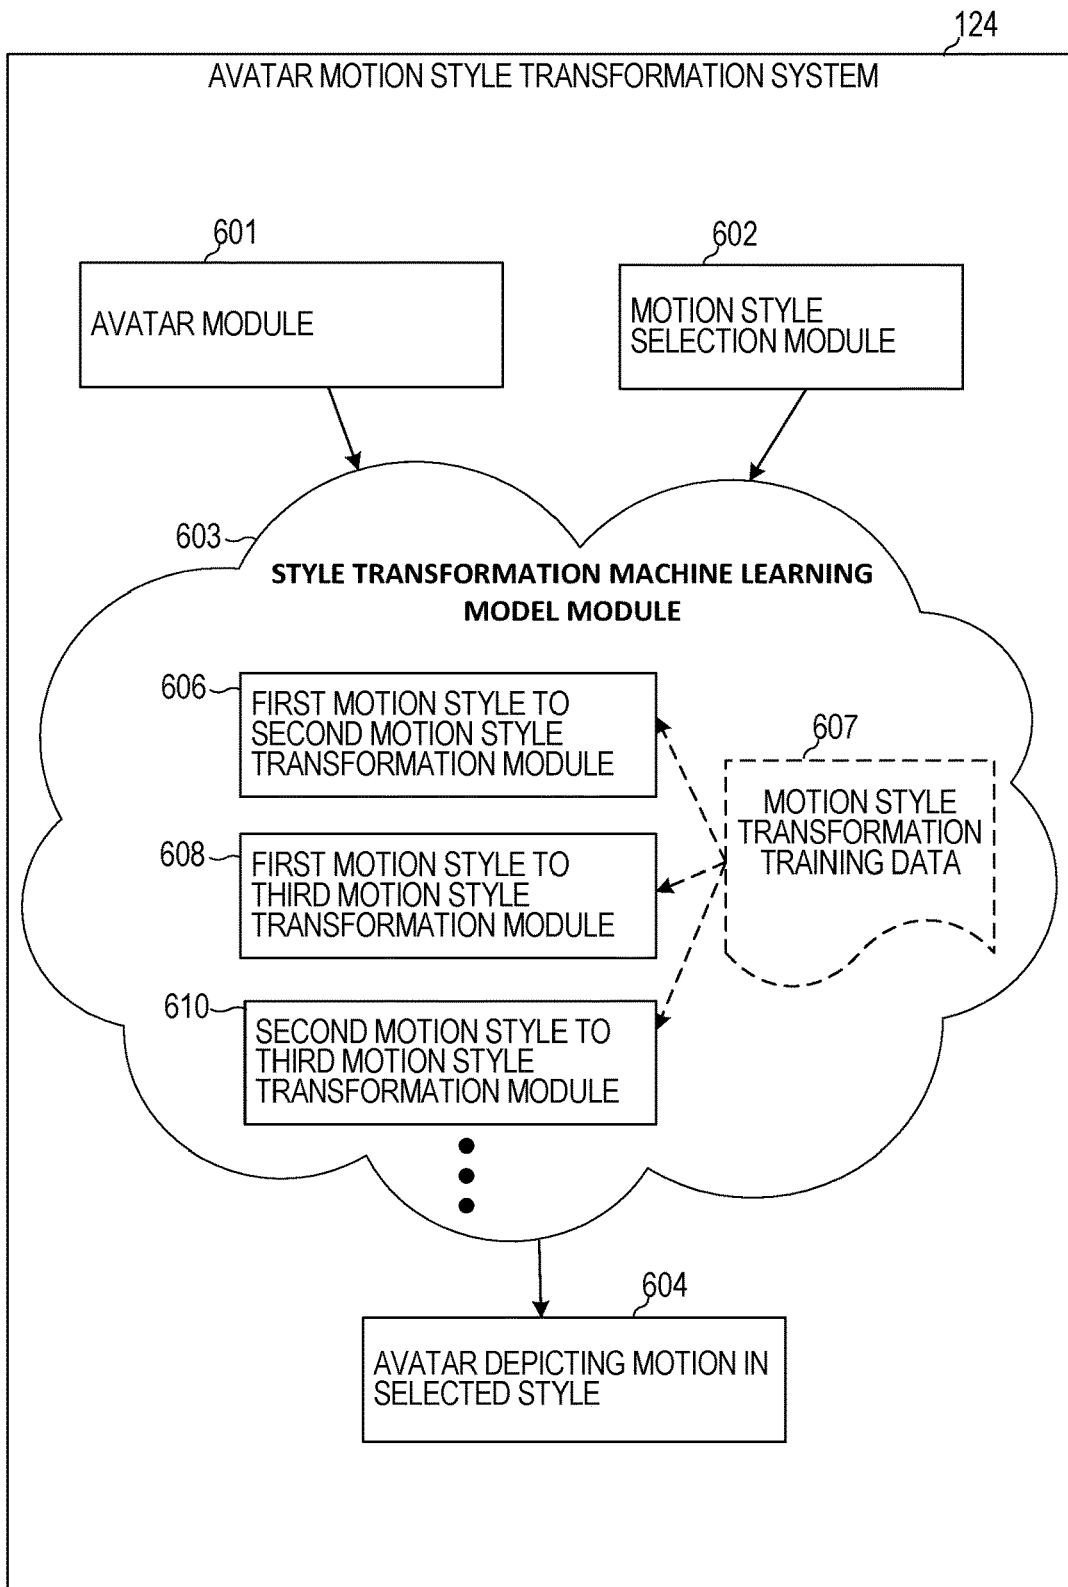 124
AVATAR MOTION STYLE TRANSFORMATION SYSTEM
601
AVATAR MODULE
602
MOTION STYLE
SELECTION MODULE
603
STYLE TRANSFORMATION MACHINE LEARNING
MODEL MODULE
606
FIRST MOTION STYLE TO
SECOND MOTION STYLE
TRANSFORMATION MODULE
607
MOTION STYLE
TRANSFORMATION
TRAINING DATA
608
FIRST MOTION STYLE TO
THIRD MOTION STYLE
TRANSFORMATION MODULE
610
SECOND MOTION STYLE TO
THIRD MOTION STYLE
TRANSFORMATION MODULE
604
AVATAR DEPICTING MOTION IN
SELECTED STYLE